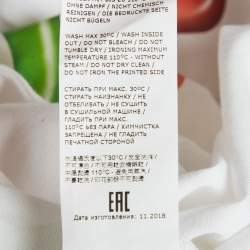 OHNE DAMPF / NICHT CHEMISCH
REINIGEN / DIE BEDRUCKTE SEITE
NICHT BÜGELN
WASH MAX 30°C / WASH INSIDE
OUT / DO NOT BLEACH / DO NOT
TUMBLE DRY / IRONING MAXIMUM
TEMPERATURE 110°C - WITHOUT
STEAM / DO NOT DRY CLEAN /
DO NOT IRON THE PRINTED SIDE
СТИРАТЬ ПРИ МАКС. 30°C /
СТИРАТЬ НАИЗНАНКУ / НЕ
ОТБЕЛИВАТЬ / НЕ СУШИТЬ
В СУШИЛЬНОЙ МАШИНЕ /
ГЛАДИТЬ ПРИ МАКС.
110°C БЕЗ ПАРА / ХИМЧИСТКА
ЗАПРЕЩЕНА / НЕ ГЛАДИТЬ
ПЕЧАТНОЙ СТОРОНОЙ
EAC
Дата изготовления: 11.2018